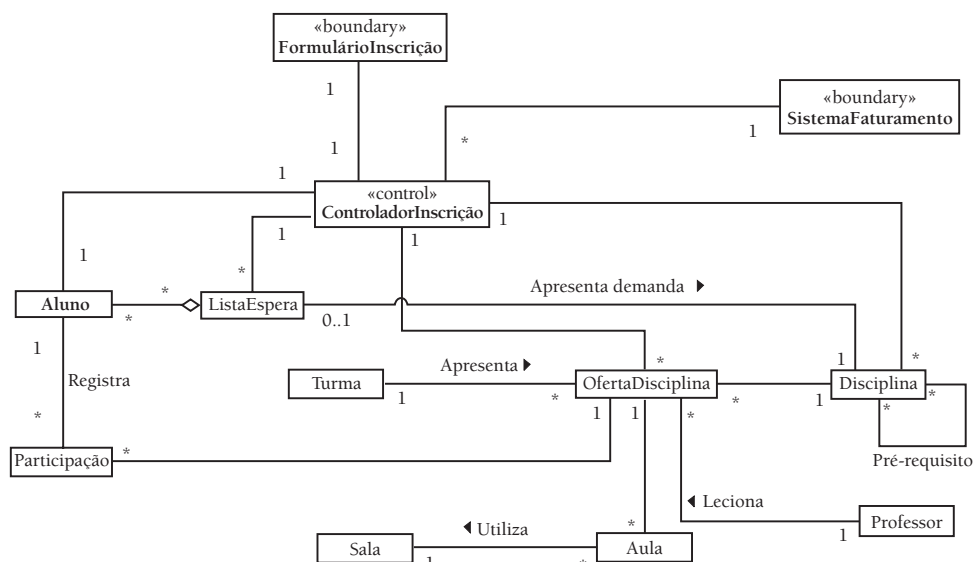 «boundary»
FormulárioInscrição
1
1
«boundary»
SistemaFaturamento
1
*
1
«control»
ControladorInscrição
1
1
1
1
*
*
Aluno
*
ListaEspera
0..1
Apresenta demanda
1
Registra
*
Turma
1
Apresenta
*
*
OfertaDisciplina
1
1
*
*
1
1
*
Disciplina
*
*
Pré-requisito
Participação
*
Leciona
Professor
1
Sala
1
Utiliza
*
*
Aula